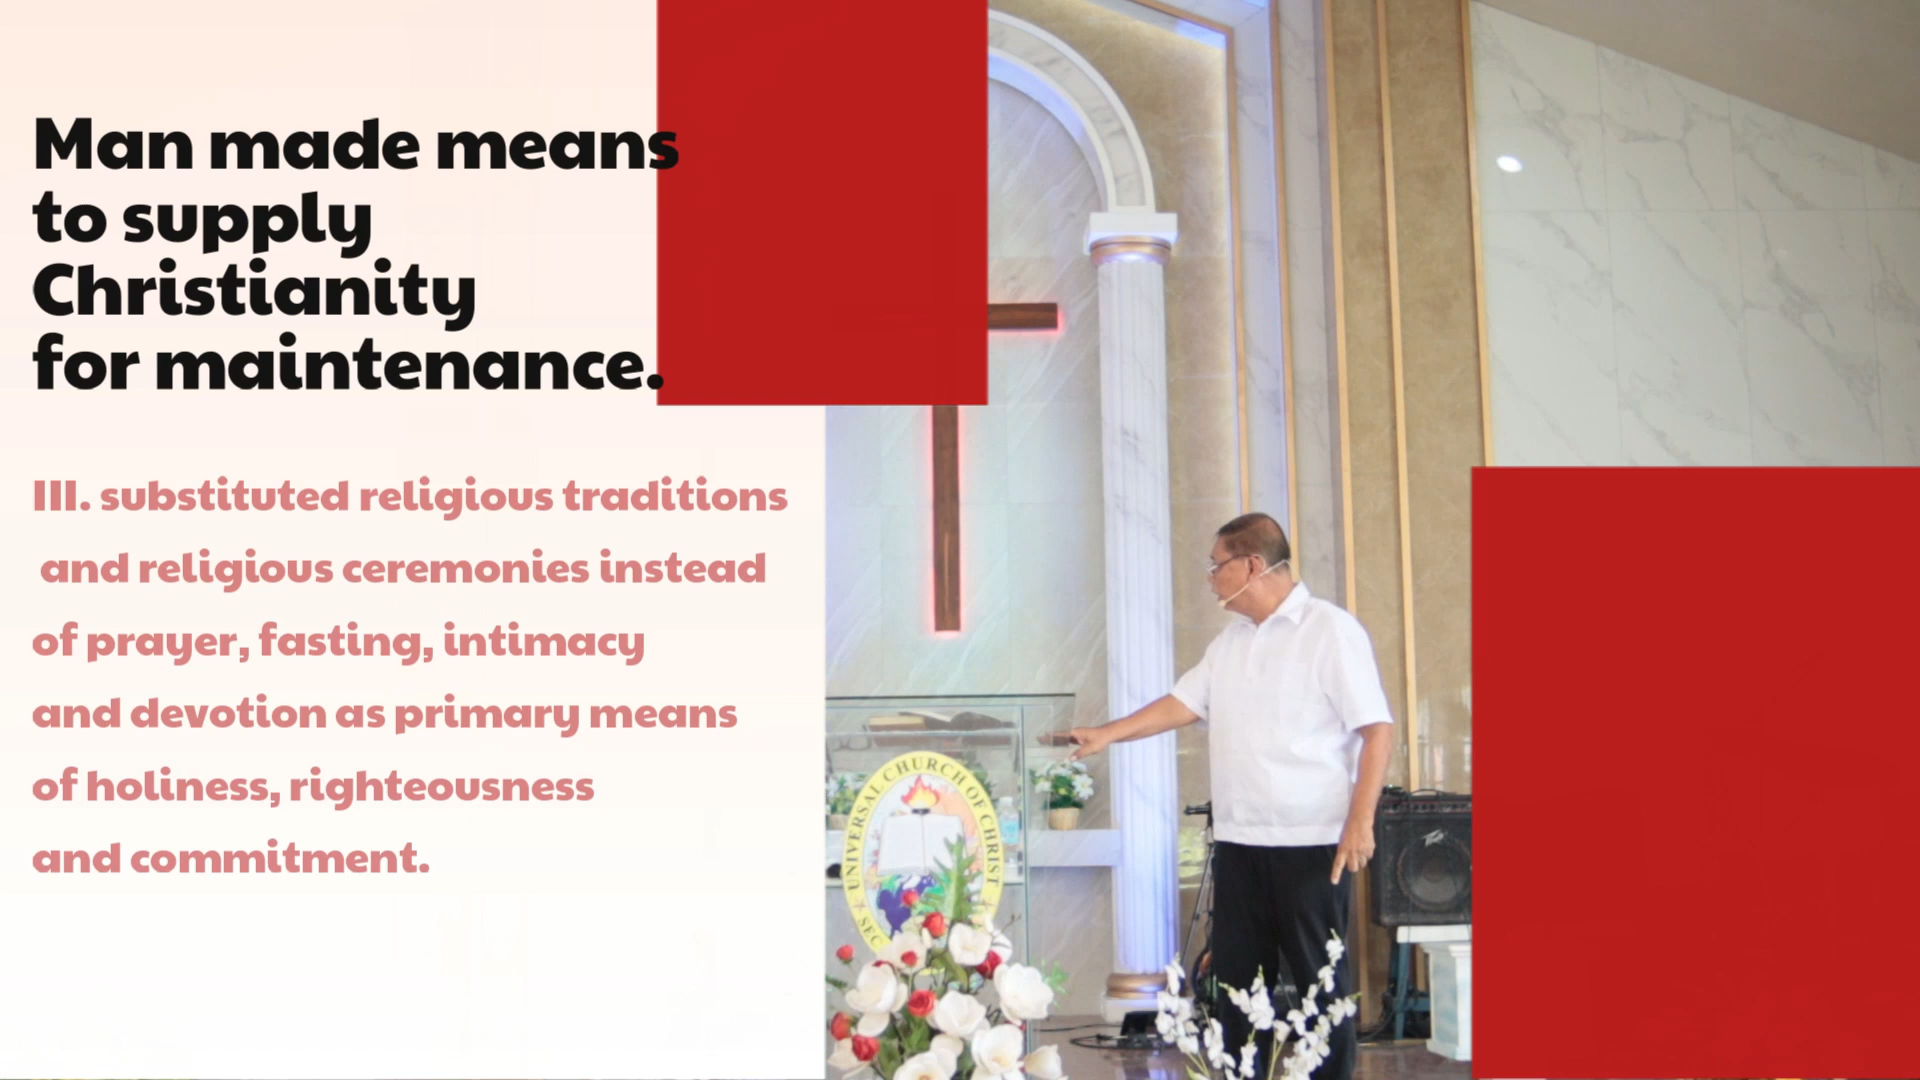 Man made means
to supply
Christianity
for maintenance.
III. substituted religious traditions
and religious ceremonies instead
of prayer, fasting, intimacy
and devotion as primary means
of holiness, righteousness
and commitment.
UNIVERSAL CHURCH OF CHRIST
SEC